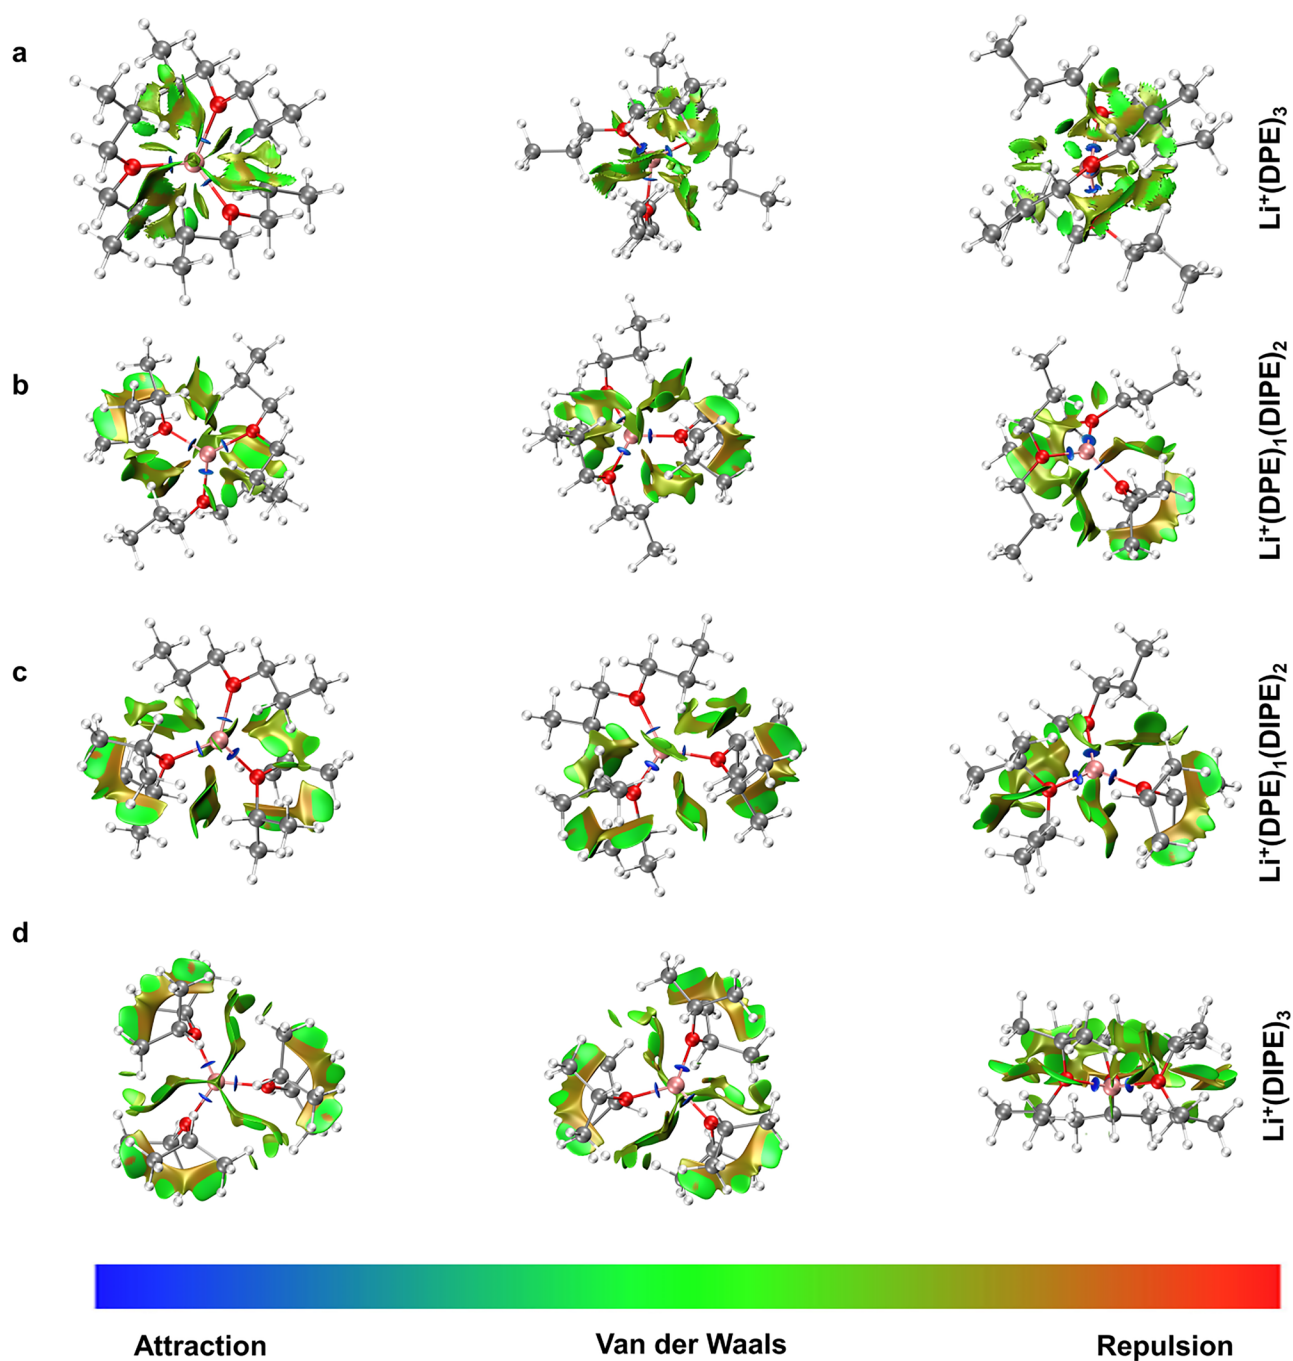 a
Li⁺(DPE)₃
b
Li⁺(DPE)₁(DIPE)₂
c
Li⁺(DPE)₁(DIPE)₂
d
Li⁺(DIPE)₃
Attraction
Van der Waals
Repulsion